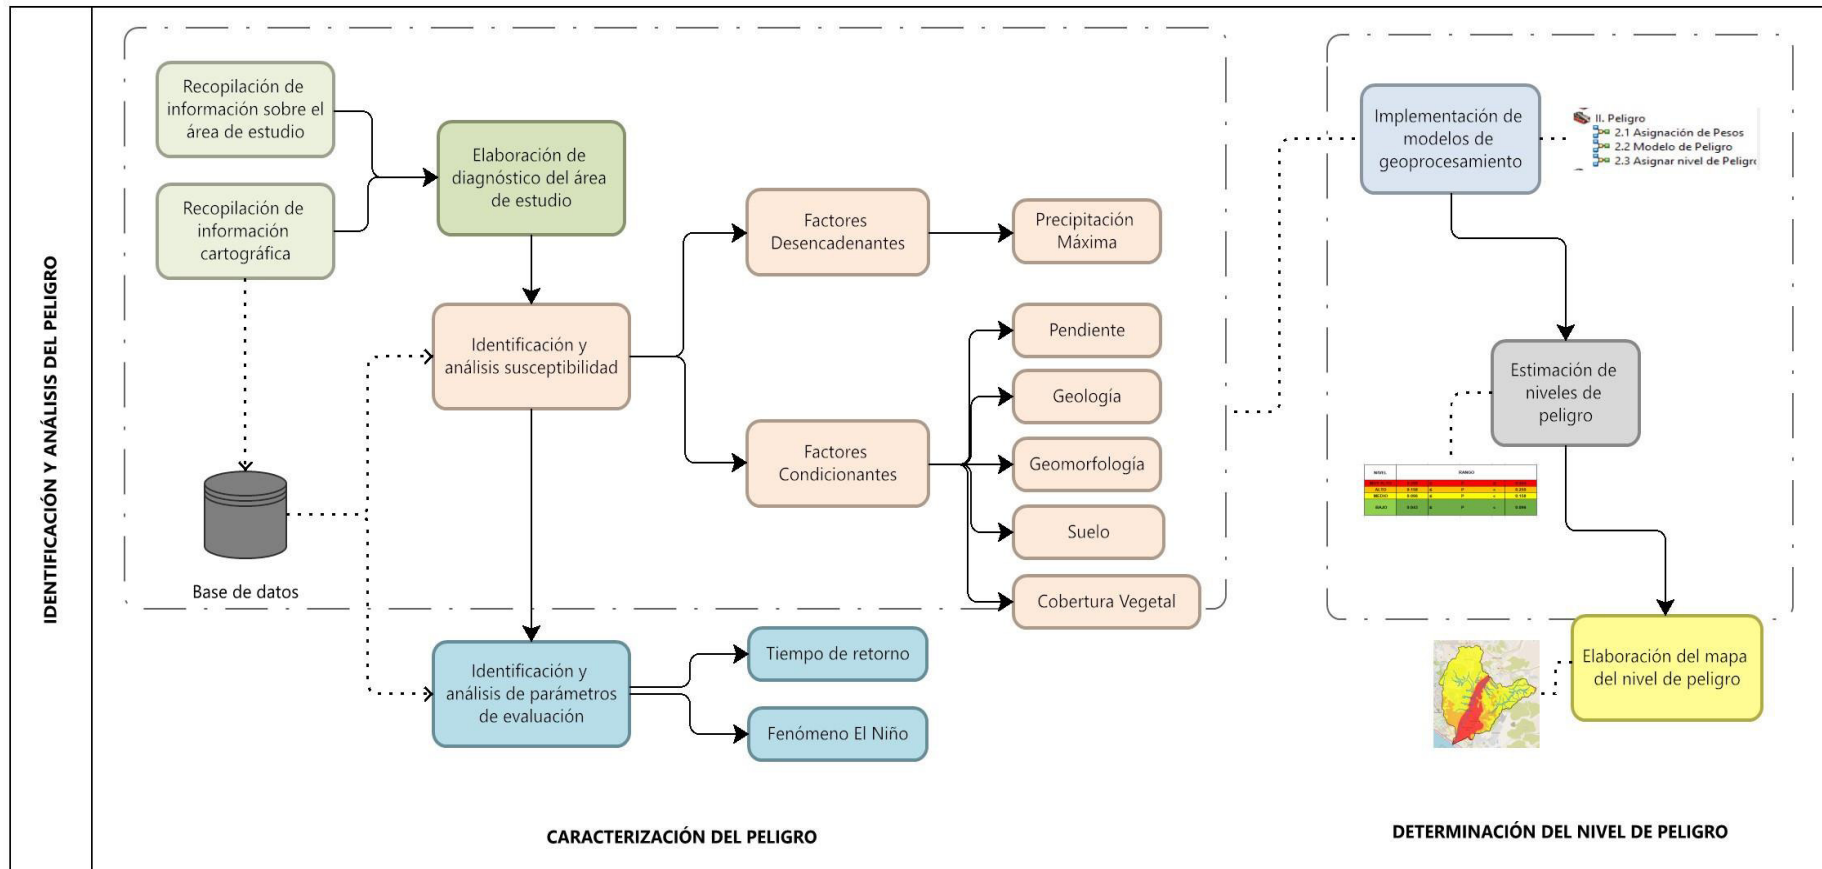 IDENTIFICACIÓN Y ANÁLISIS DEL PELIGRO
Recopilación de
información sobre el
área de estudio
Recopilación de
información
cartográfica
Base de datos
Elaboración de
diagnóstico del área
de estudio
Identificación y
análisis susceptibilidad
Identificación y
análisis de parámetros
de evaluación
Factores
Desencadenantes
Factores
Condicionantes
Precipitación
Máxima
Pendiente
Geología
Geomorfología
Suelo
Cobertura Vegetal
Tiempo de retorno
Fenómeno El Niño
CARACTERIZACIÓN DEL PELIGRO
Implementación de
modelos de
geoprocesamiento
II. Peligro
2.1 Asignación de Pesos
2.2 Modelo de Peligro
2.3 Asignar nivel de Peligro
Estimación de
niveles de
peligro
NIVEL RANGO
ALTO
MEDIO
BAJO
Elaboración del mapa
del nivel de peligro
DETERMINACIÓN DEL NIVEL DE PELIGRO